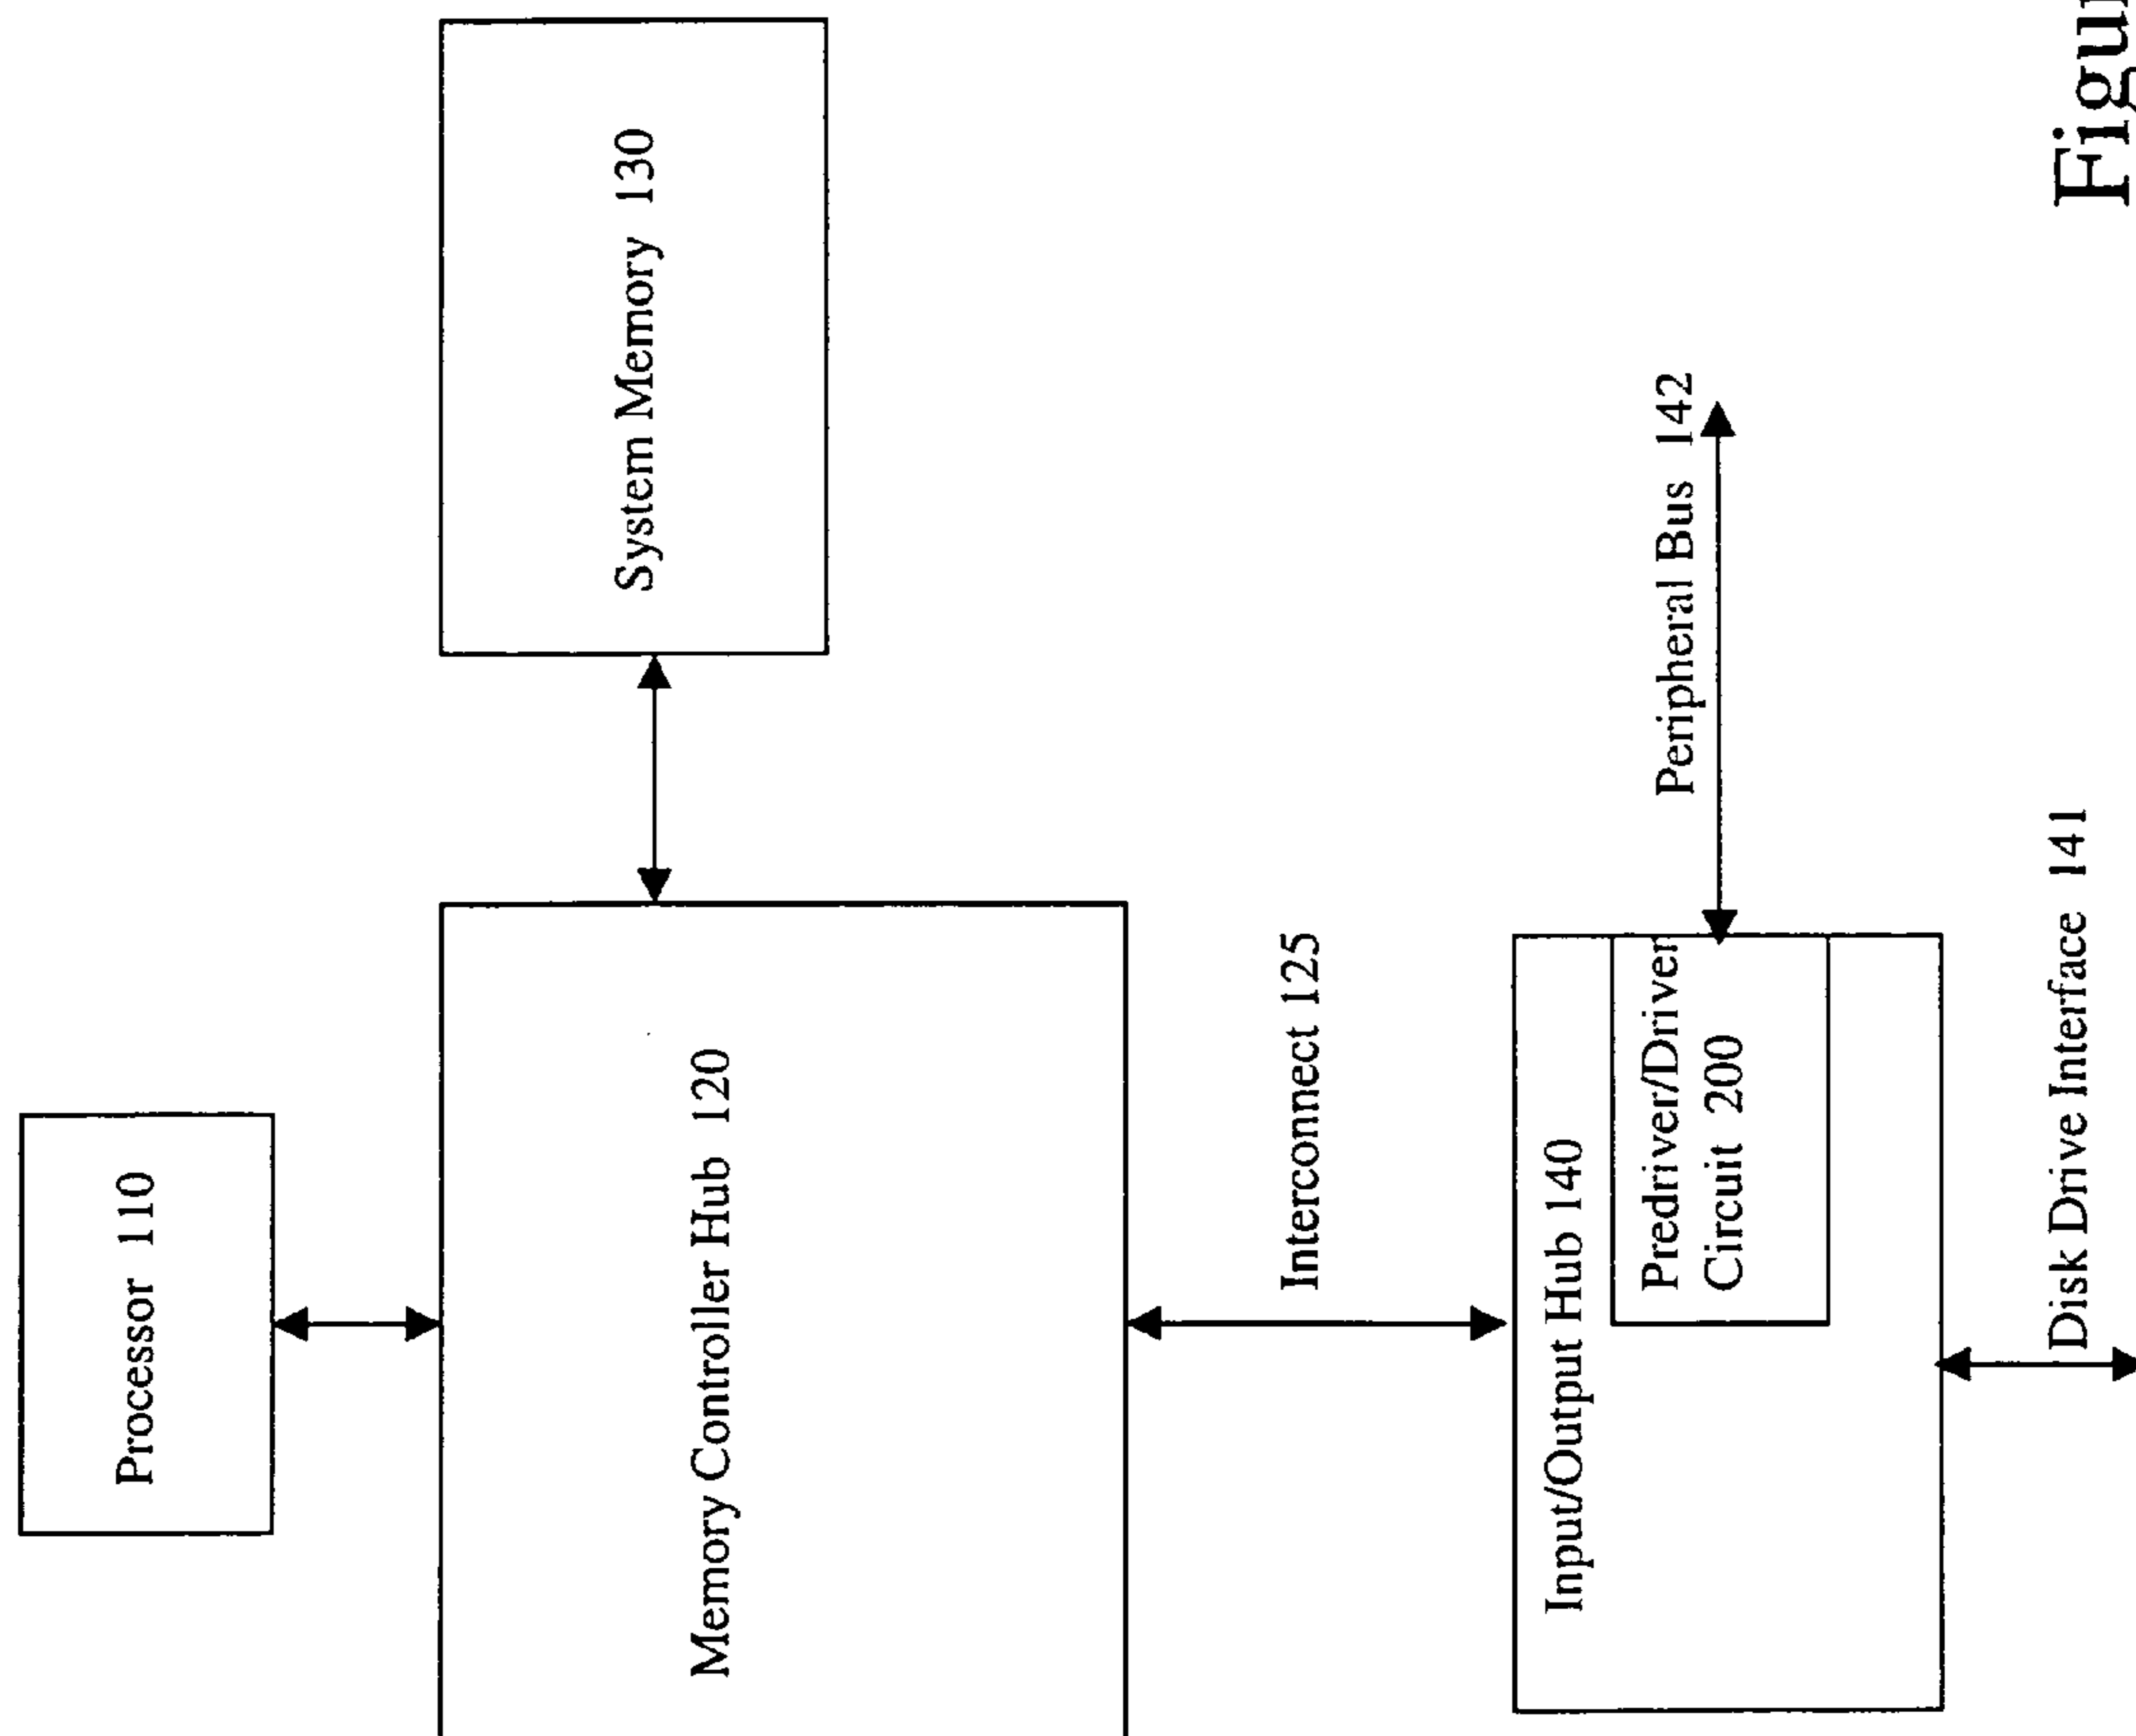 Processor 110
System Memory 130
Memory Controller Hub 120
Interconnect 125
Input/Output Hub 140
Predriver/Driver
Circuit 200
Peripheral Bus 142
Disk Drive Interface 141